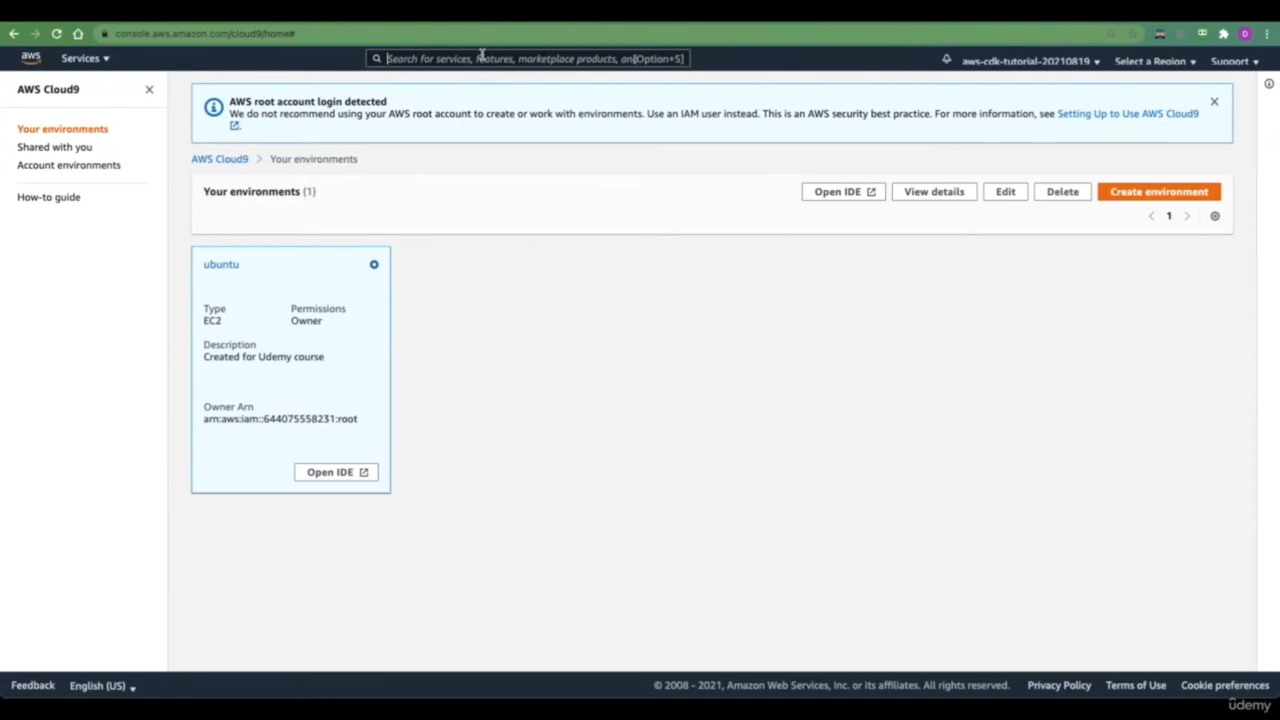 console.aws.amazon.com/cloud9/home#
aws
Services
Search for services, features, marketplace products, an [Option+S]
aws-cdk-tutorial-20210819
Select a Region
Support
AWS Cloud9
Your environments
Shared with you
Account environments
How-to guide
AWS root account login detected
We do not recommend using your AWS root account to create or work with environments. Use an IAM user instead. This is an AWS security best practice. For more information, see Setting Up to Use AWS Cloud9
AWS Cloud9 > Your environments
Your environments (1)
Open IDE
View details
Edit
Delete
Create environment
1
ubuntu
Type
EC2
Permissions
Owner
Description
Created for Udemy course
Owner Arn
arn:aws:iam::644075558231:root
Open IDE
Feedback
English (US)
© 2008 - 2021, Amazon Web Services, Inc. or its affiliates. All rights reserved.
Privacy Policy
Terms of Use
Cookie preferences
D
ûdemy